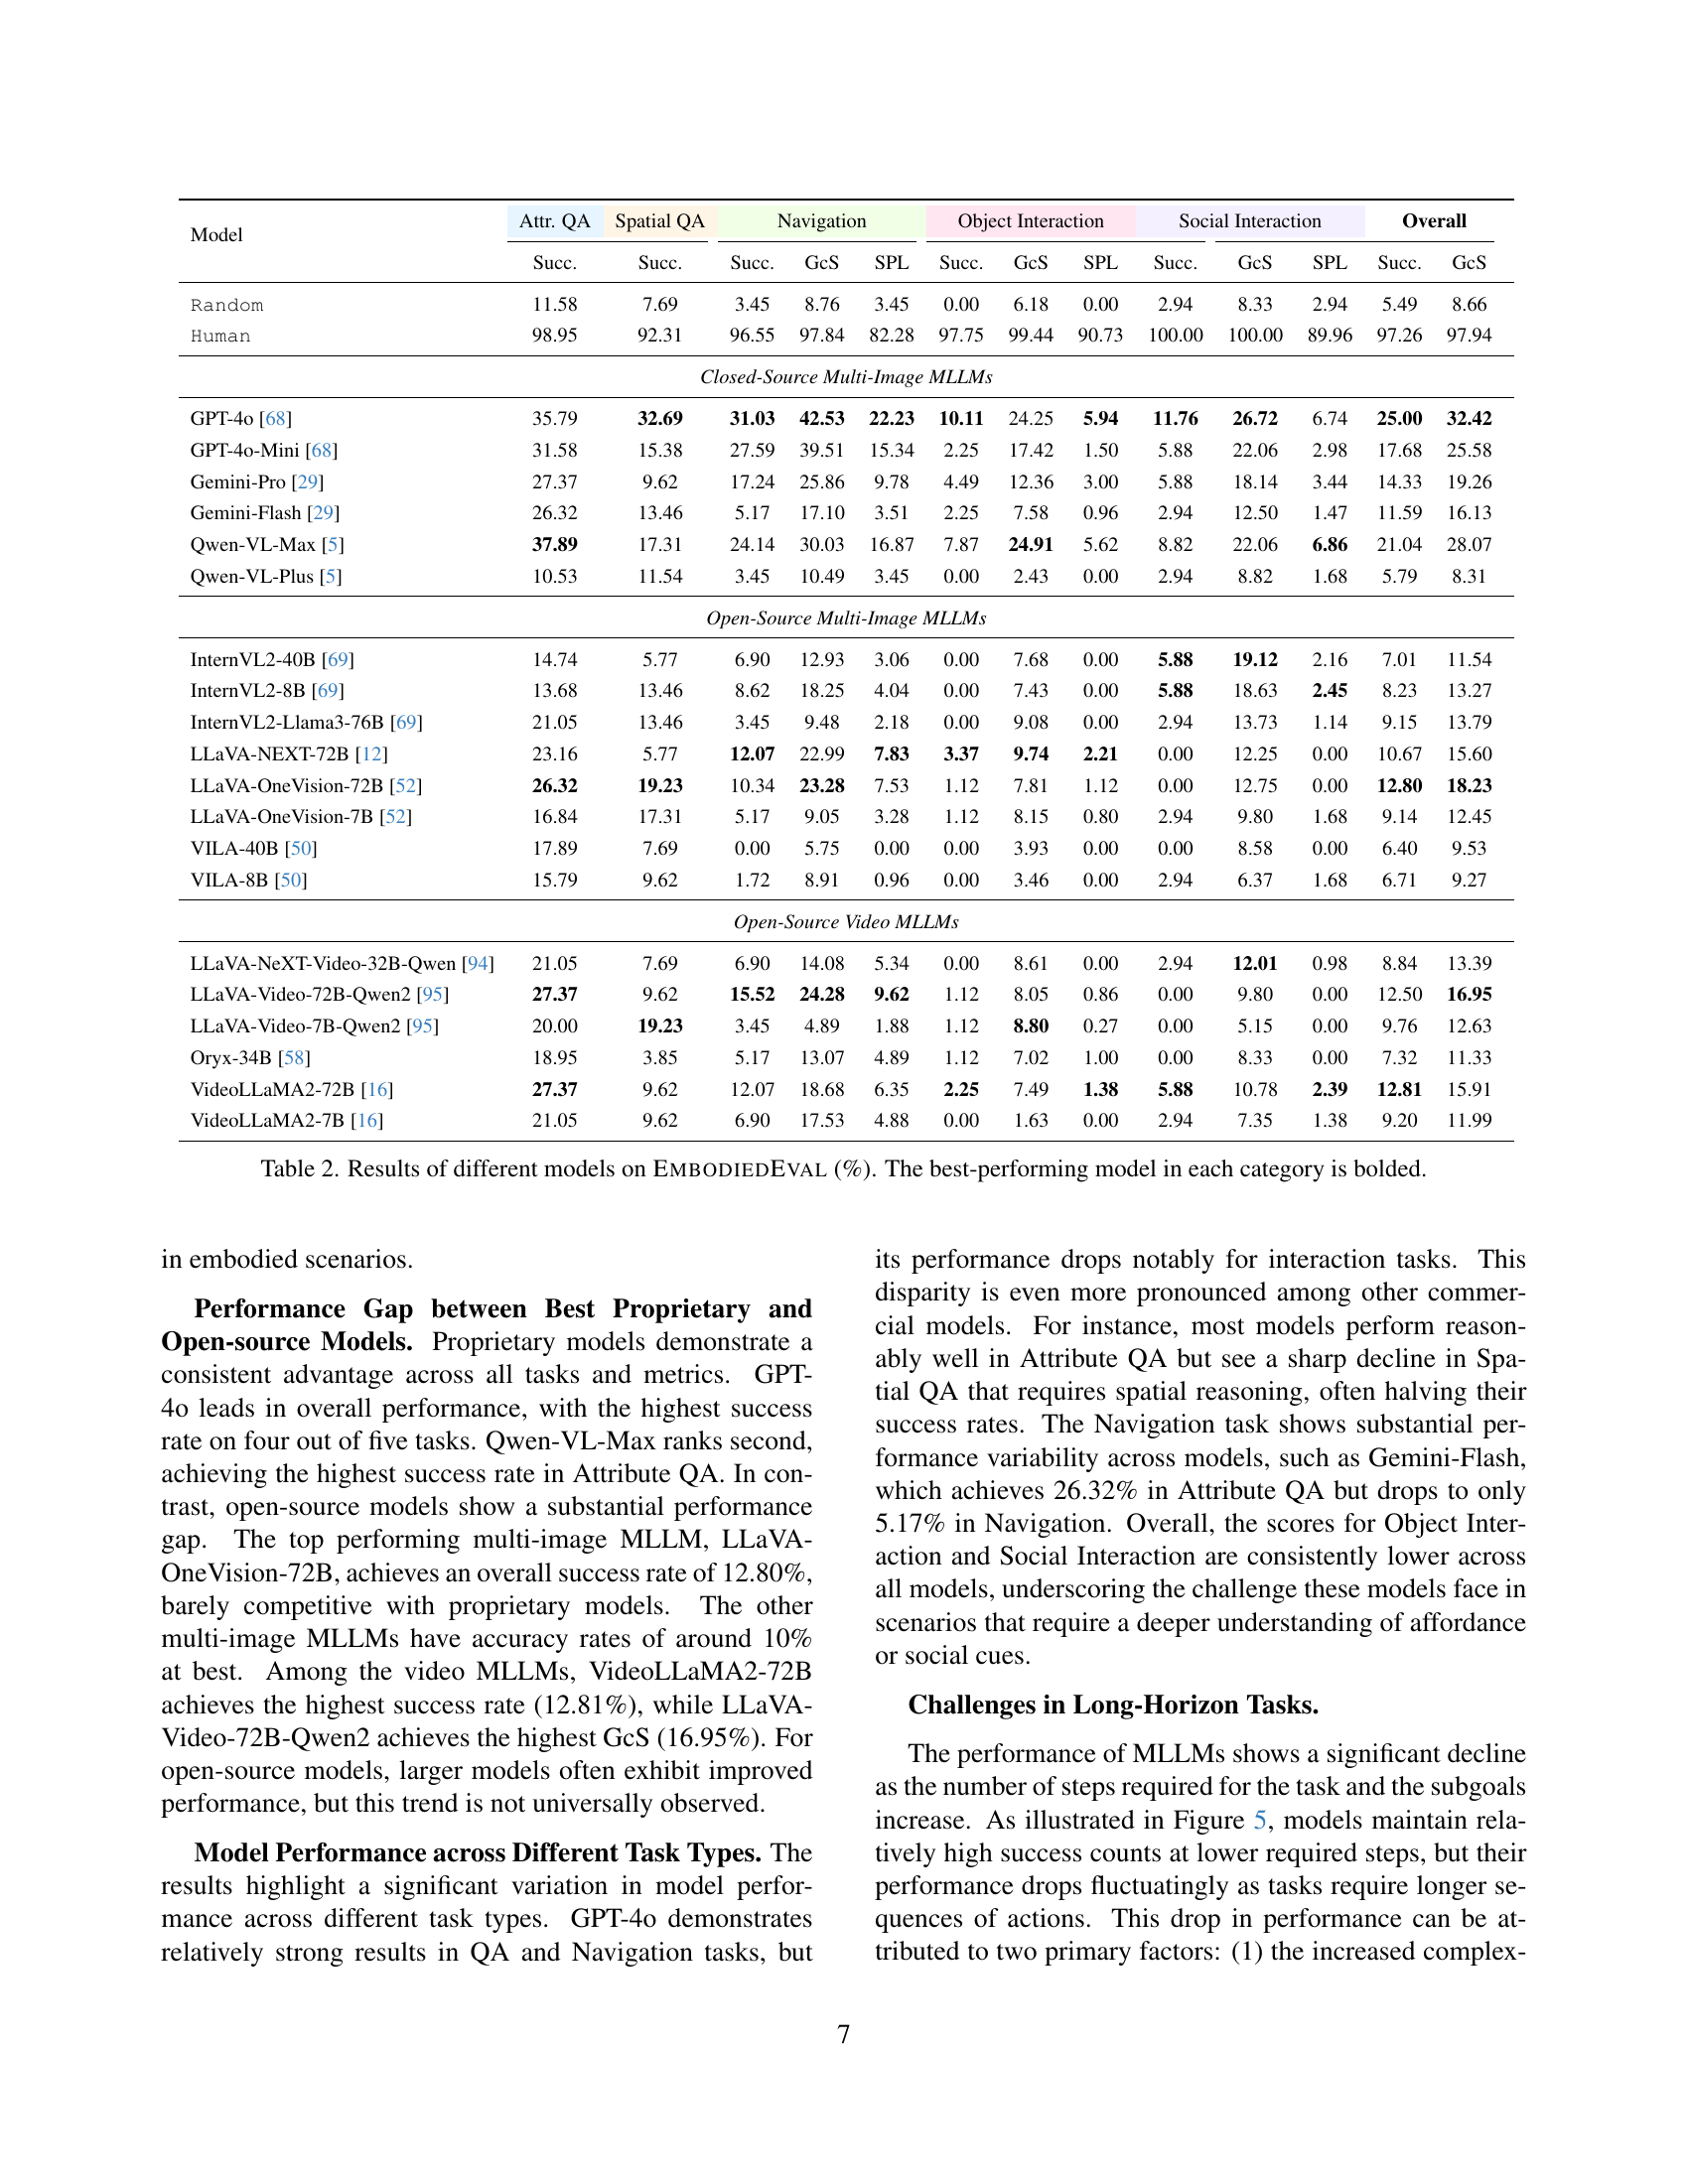 Model Attr. QA Spatial QA Navigation Object Interaction Social Interaction Overall
Succ. Succ. Succ. GcS SPL Succ. GcS SPL Succ. GcS SPL Succ. GcS
Random 11.58 7.69 3.45 8.76 3.45 0.00 6.18 0.00 2.94 8.33 2.94 5.49 8.66
Human 98.95 92.31 96.55 97.84 82.28 97.75 99.44 90.73 100.00 100.00 89.96 97.26 97.94
Closed-Source Multi-Image MLLMs
GPT-4o [68] 35.79 32.69 31.03 42.53 22.23 10.11 24.25 5.94 11.76 26.72 6.74 25.00 32.42
GPT-4o-Mini [68] 31.58 15.38 27.59 39.51 15.34 2.25 17.42 1.50 5.88 22.06 2.98 17.68 25.58
Gemini-Pro [29] 27.37 9.62 17.24 25.86 9.78 4.49 12.36 3.00 5.88 18.14 3.44 14.33 19.26
Gemini-Flash [29] 26.32 13.46 5.17 17.10 3.51 2.25 7.58 0.96 2.94 12.50 1.47 11.59 16.13
Qwen-VL-Max [5] 37.89 17.31 24.14 30.03 16.87 7.87 24.91 5.62 8.82 22.06 6.86 21.04 28.07
Qwen-VL-Plus [5] 10.53 11.54 3.45 10.49 3.45 0.00 2.43 0.00 2.94 8.82 1.68 5.79 8.31
Open-Source Multi-Image MLLMs
InternVL2-40B [69] 14.74 5.77 6.90 12.93 3.06 0.00 7.68 0.00 5.88 19.12 2.16 7.01 11.54
InternVL2-8B [69] 13.68 13.46 8.62 18.25 4.04 0.00 7.43 0.00 5.88 18.63 2.45 8.23 13.27
InternVL2-Llama3-76B [69] 21.05 13.46 3.45 9.48 2.18 0.00 9.08 0.00 2.94 13.73 1.14 9.15 13.79
LLaVA-NEXT-72B [12] 23.16 5.77 12.07 22.99 7.83 3.37 9.74 2.21 0.00 12.25 0.00 10.67 15.60
LLaVA-OneVision-72B [52] 26.32 19.23 10.34 23.28 7.53 1.12 7.81 1.12 0.00 12.75 0.00 12.80 18.23
LLaVA-OneVision-7B [52] 16.84 17.31 5.17 9.05 3.28 1.12 8.15 0.80 2.94 9.80 1.68 9.14 12.45
VILA-40B [50] 17.89 7.69 0.00 5.75 0.00 0.00 3.93 0.00 0.00 8.58 0.00 6.40 9.53
VILA-8B [50] 15.79 9.62 1.72 8.91 0.96 0.00 3.46 0.00 2.94 6.37 1.68 6.71 9.27
Open-Source Video MLLMs
LLaVA-NeXT-Video-32B-Qwen [94] 21.05 7.69 6.90 14.08 5.34 0.00 8.61 0.00 2.94 12.01 0.98 8.84 13.39
LLaVA-Video-72B-Qwen2 [95] 27.37 9.62 15.52 24.28 9.62 1.12 8.05 0.86 0.00 9.80 0.00 12.50 16.95
LLaVA-Video-7B-Qwen2 [95] 20.00 19.23 3.45 4.89 1.88 1.12 8.80 0.27 0.00 5.15 0.00 9.76 12.63
Oryx-34B [58] 18.95 3.85 5.17 13.07 4.89 1.12 7.02 1.00 0.00 8.33 0.00 7.32 11.33
VideoLLaMA2-72B [16] 27.37 9.62 12.07 18.68 6.35 2.25 7.49 1.38 5.88 10.78 2.39 12.81 15.91
VideoLLaMA2-7B [16] 21.05 9.62 6.90 17.53 4.88 0.00 1.63 0.00 2.94 7.35 1.38 9.20 11.99
Table 2. Results of different models on EMBODIEDEVAL (%). The best-performing model in each category is bolded.
in embodied scenarios.
Performance Gap between Best Proprietary and
Open-source Models. Proprietary models demonstrate a
consistent advantage across all tasks and metrics. GPT-
4o leads in overall performance, with the highest success
rate on four out of five tasks. Qwen-VL-Max ranks second,
achieving the highest success rate in Attribute QA. In con-
trast, open-source models show a substantial performance
gap. The top performing multi-image MLLM, LLaVA-
OneVision-72B, achieves an overall success rate of 12.80%,
barely competitive with proprietary models. The other
multi-image MLLMs have accuracy rates of around 10%
at best. Among the video MLLMs, VideoLLaMA2-72B
achieves the highest success rate (12.81%), while LLaVA-
Video-72B-Qwen2 achieves the highest GcS (16.95%). For
open-source models, larger models often exhibit improved
performance, but this trend is not universally observed.
Model Performance across Different Task Types. The
results highlight a significant variation in model perfor-
mance across different task types. GPT-4o demonstrates
relatively strong results in QA and Navigation tasks, but
its performance drops notably for interaction tasks. This
disparity is even more pronounced among other commer-
cial models. For instance, most models perform reason-
ably well in Attribute QA but see a sharp decline in Spa-
tial QA that requires spatial reasoning, often halving their
success rates. The Navigation task shows substantial per-
formance variability across models, such as Gemini-Flash,
which achieves 26.32% in Attribute QA but drops to only
5.17% in Navigation. Overall, the scores for Object Inter-
action and Social Interaction are consistently lower across
all models, underscoring the challenge these models face in
scenarios that require a deeper understanding of affordance
or social cues.
Challenges in Long-Horizon Tasks.
The performance of MLLMs shows a significant decline
as the number of steps required for the task and the subgoals
increase. As illustrated in Figure 5, models maintain rela-
tively high success counts at lower required steps, but their
performance drops fluctuatingly as tasks require longer se-
quences of actions. This drop in performance can be at-
tributed to two primary factors: (1) the increased complex-
7